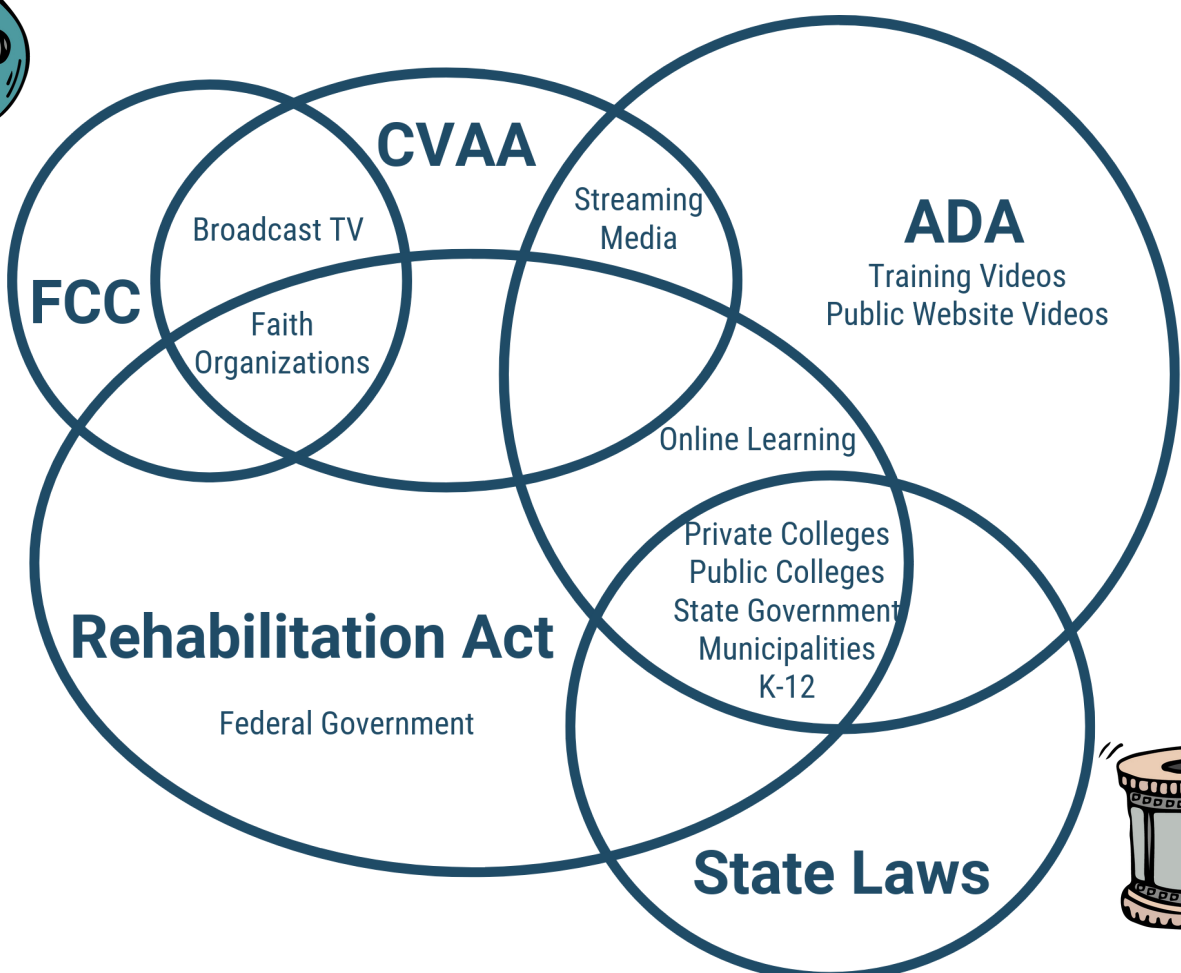 CVAA
Streaming
Media
Broadcast TV
ADA
Training Videos
Public Website Videos
FCC
Faith
Organizations
Online Learning
Private Colleges
Public Colleges
State Government
Municipalities
K-12
Rehabilitation Act
Federal Government
State Laws